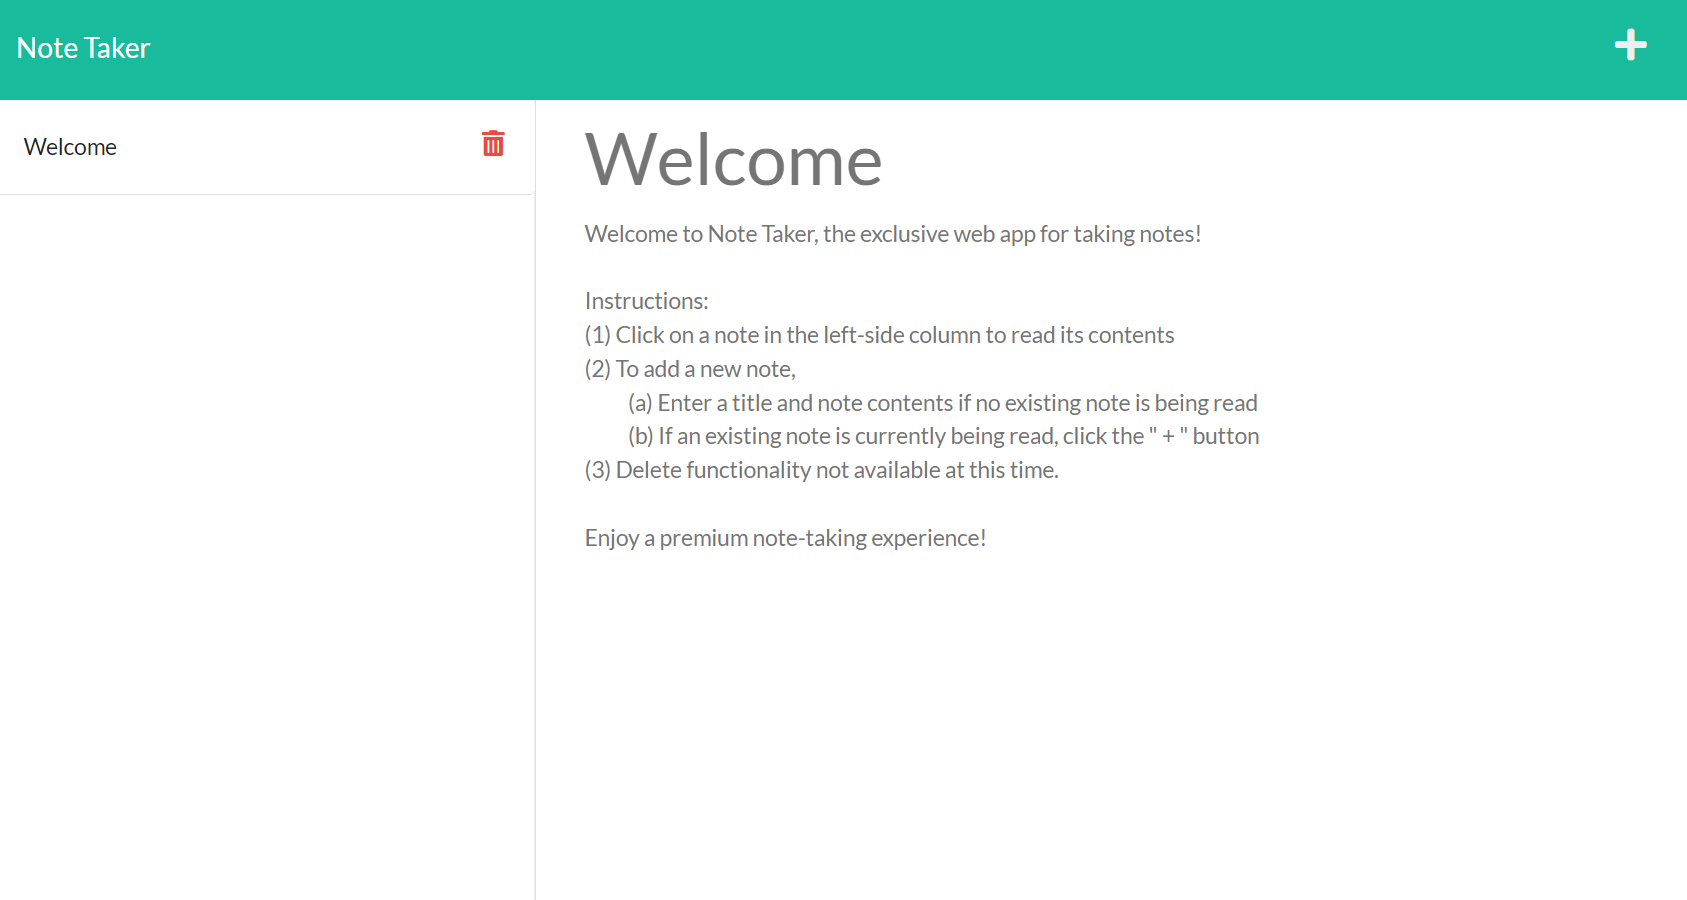 Note Taker
Welcome
Welcome
Welcome to Note Taker, the exclusive web app for taking notes!
Instructions:
(1) Click on a note in the left-side column to read its contents
(2) To add a new note,
(a) Enter a title and note contents if no existing note is being read
(b) If an existing note is currently being read, click the " + " button
(3) Delete functionality not available at this time.
Enjoy a premium note-taking experience!